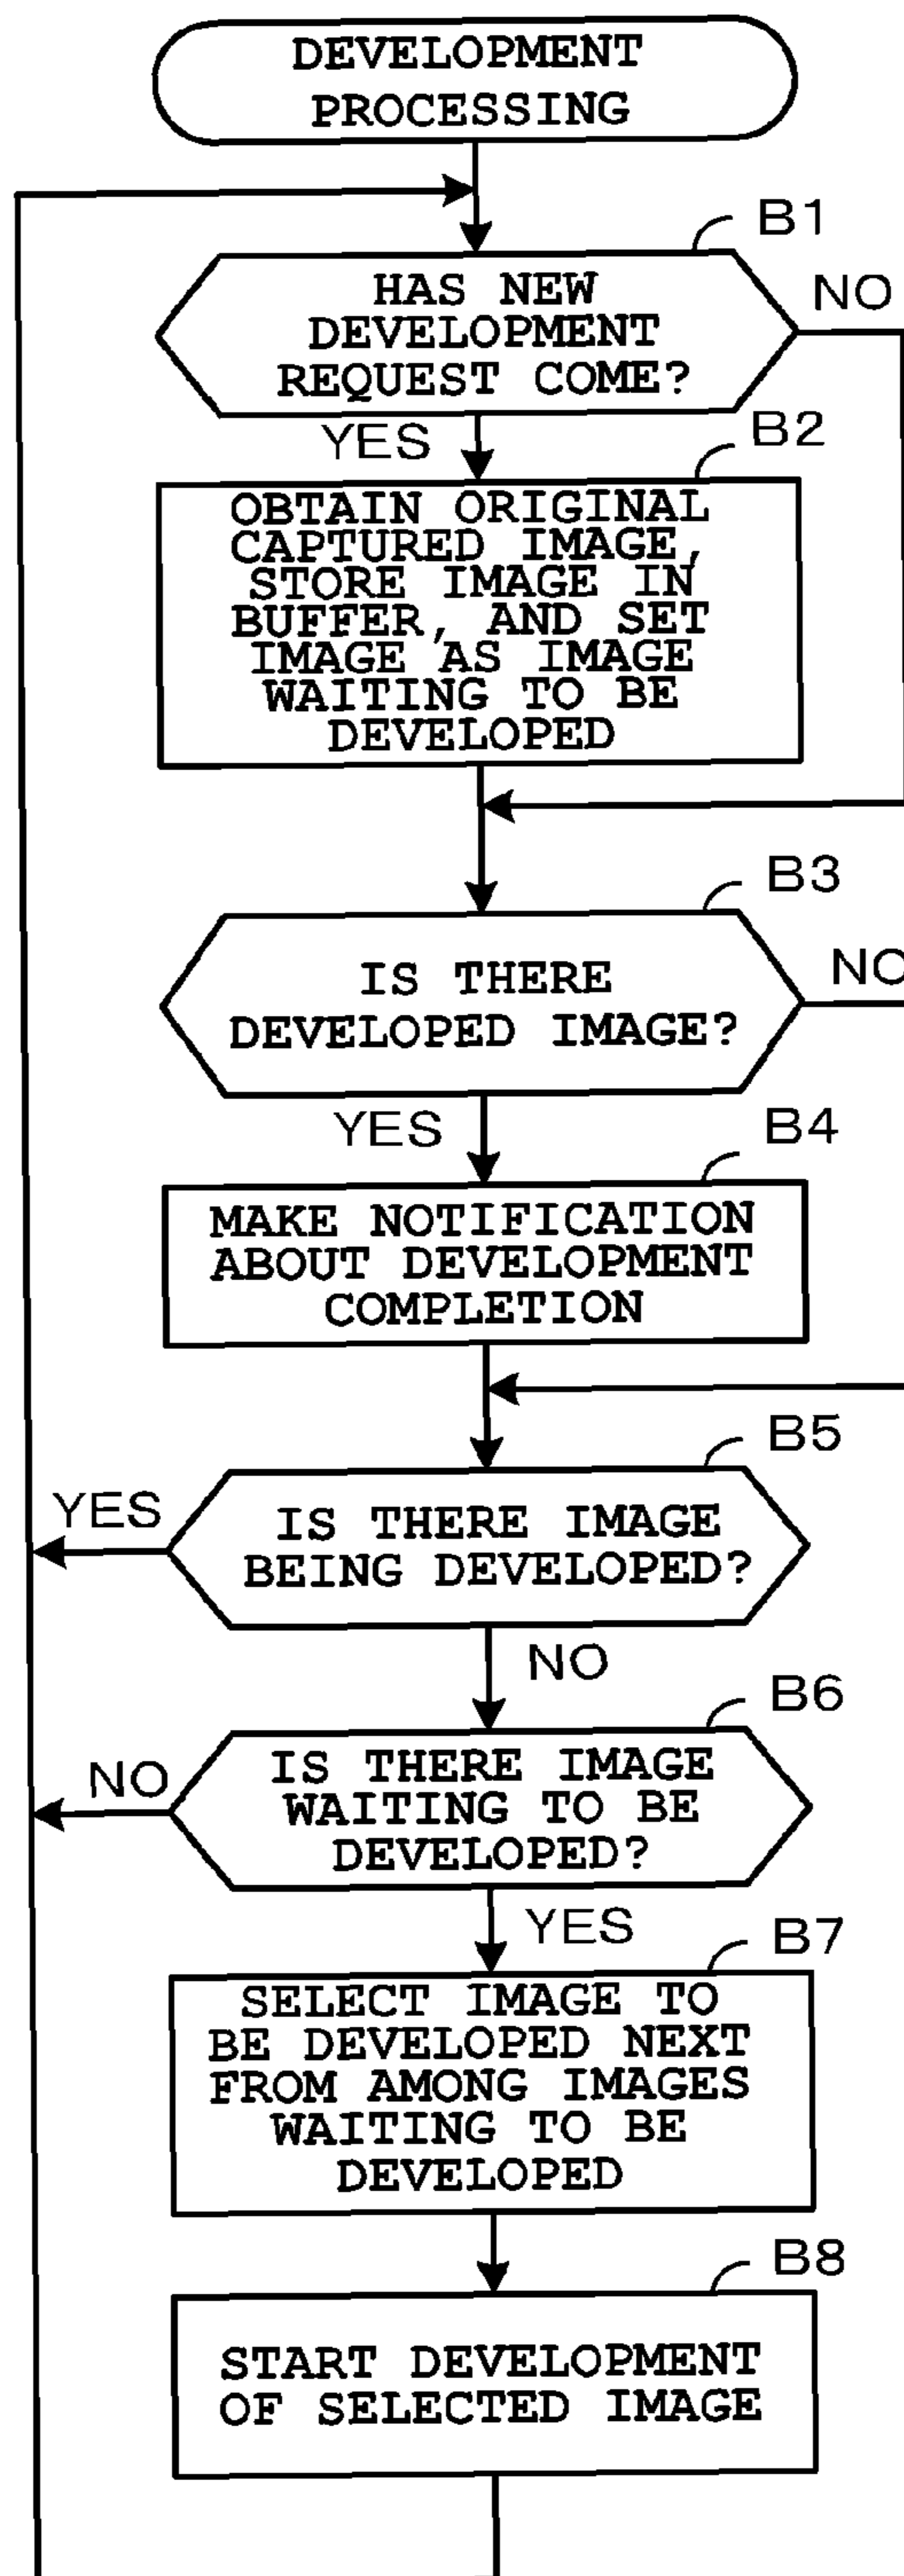 DEVELOPMENT
PROCESSING
B1
HAS NEW
DEVELOPMENT
REQUEST COME?
NO
YES
B2
OBTAIN ORIGINAL
CAPTURED IMAGE,
STORE IMAGE IN
BUFFER, AND SET
IMAGE AS IMAGE
WAITING TO BE
DEVELOPED
B3
IS THERE
DEVELOPED IMAGE?
NO
YES
B4
MAKE NOTIFICATION
ABOUT DEVELOPMENT
COMPLETION
B5
YES
IS THERE IMAGE
BEING DEVELOPED?
NO
B6
NO
IS THERE IMAGE
WAITING TO BE
DEVELOPED?
YES
B7
SELECT IMAGE TO
BE DEVELOPED NEXT
FROM AMONG IMAGES
WAITING TO BE
DEVELOPED
B8
START DEVELOPMENT
OF SELECTED IMAGE